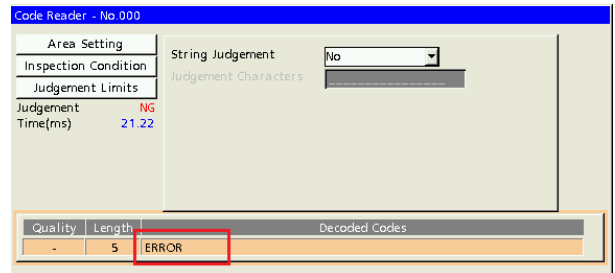 Code Reader - No.000
Area Setting
Inspection Condition
Judgement Limits
Judgement NG
Time(ms) 21.22
String Judgement No
Judgement Characters ________________
Quality Length Decoded Codes
- 5 ERROR